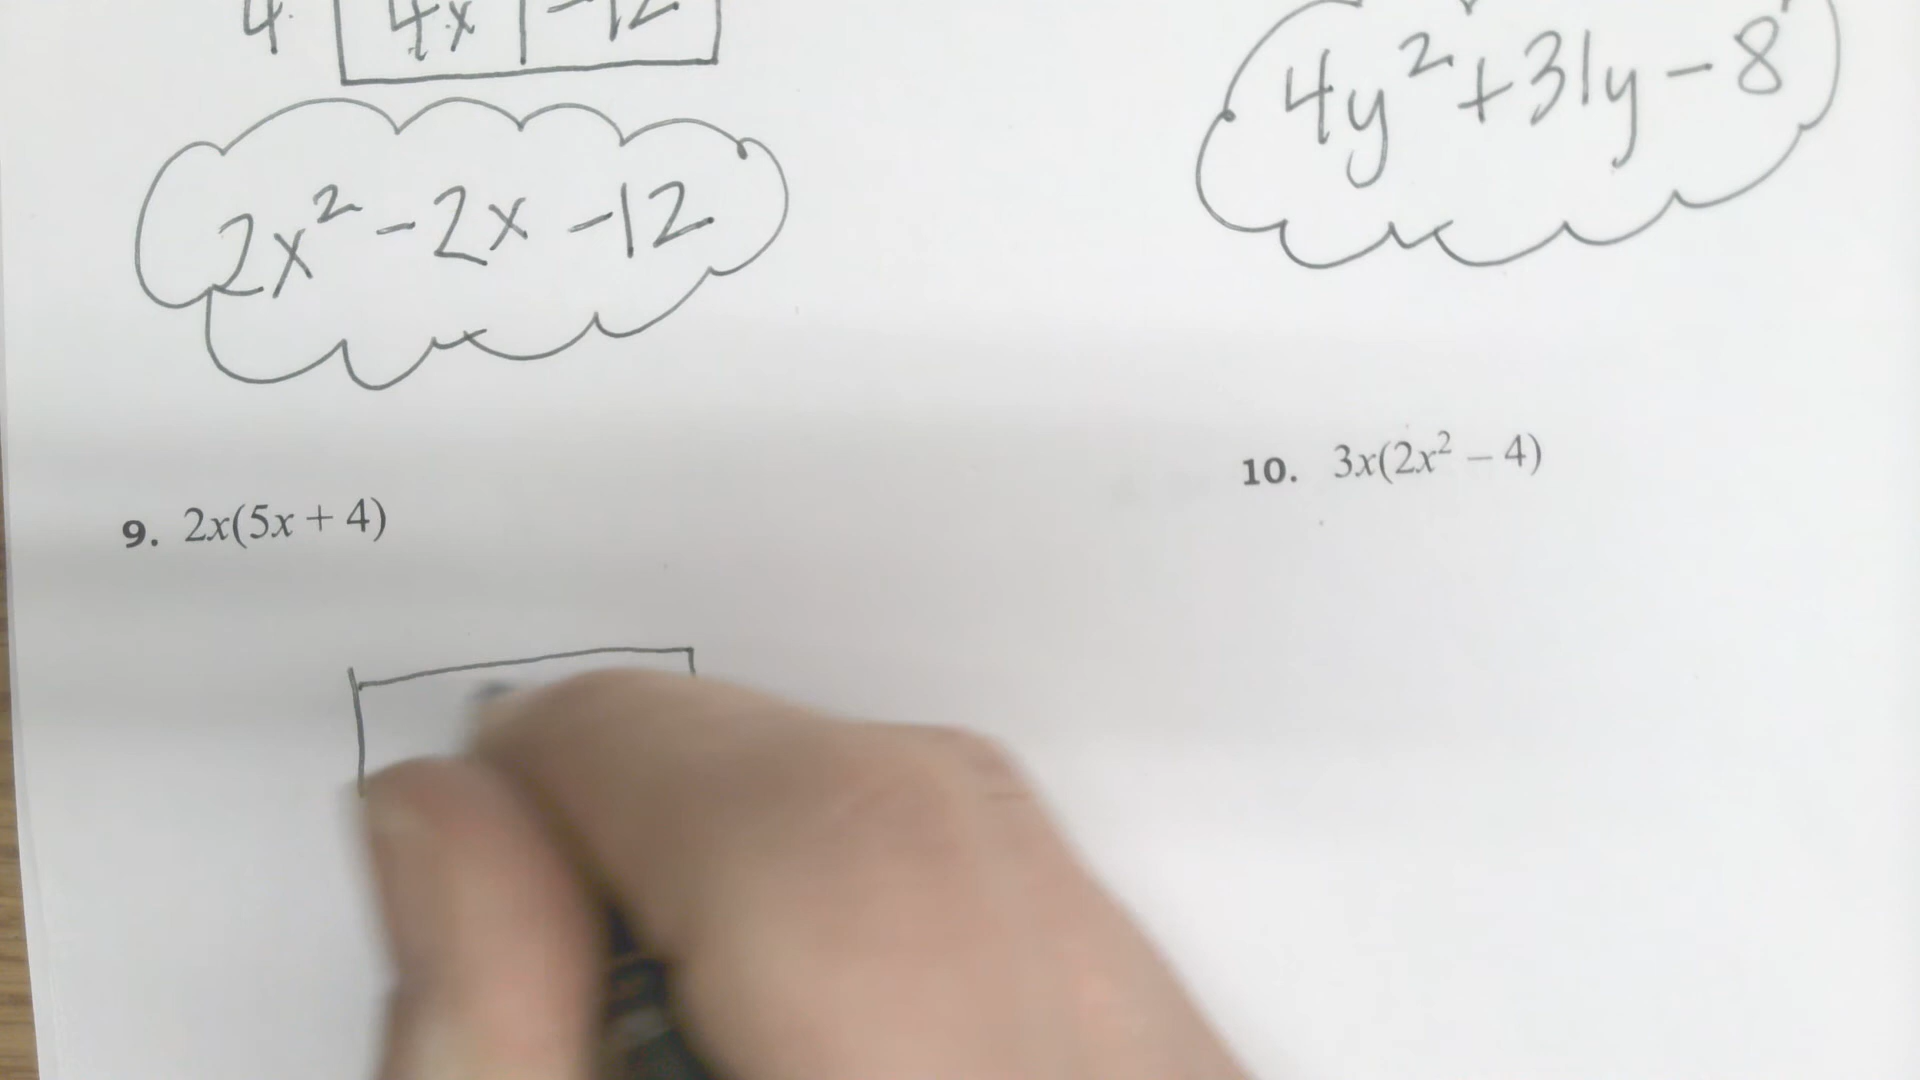 4 4x -12
4y² + 31y - 8
2x² - 2x - 12
9. 2x(5x + 4)
10. 3x(2x² – 4)